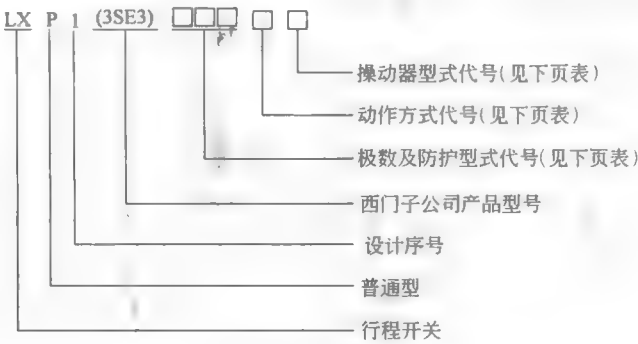 LX P 1 (3SE3) □□□ □ □
操动器型式代号(见下页表)
动作方式代号(见下页表)
极数及防护型式代号(见下页表)
西门子公司产品型号
设计序号
普通型
行程开关